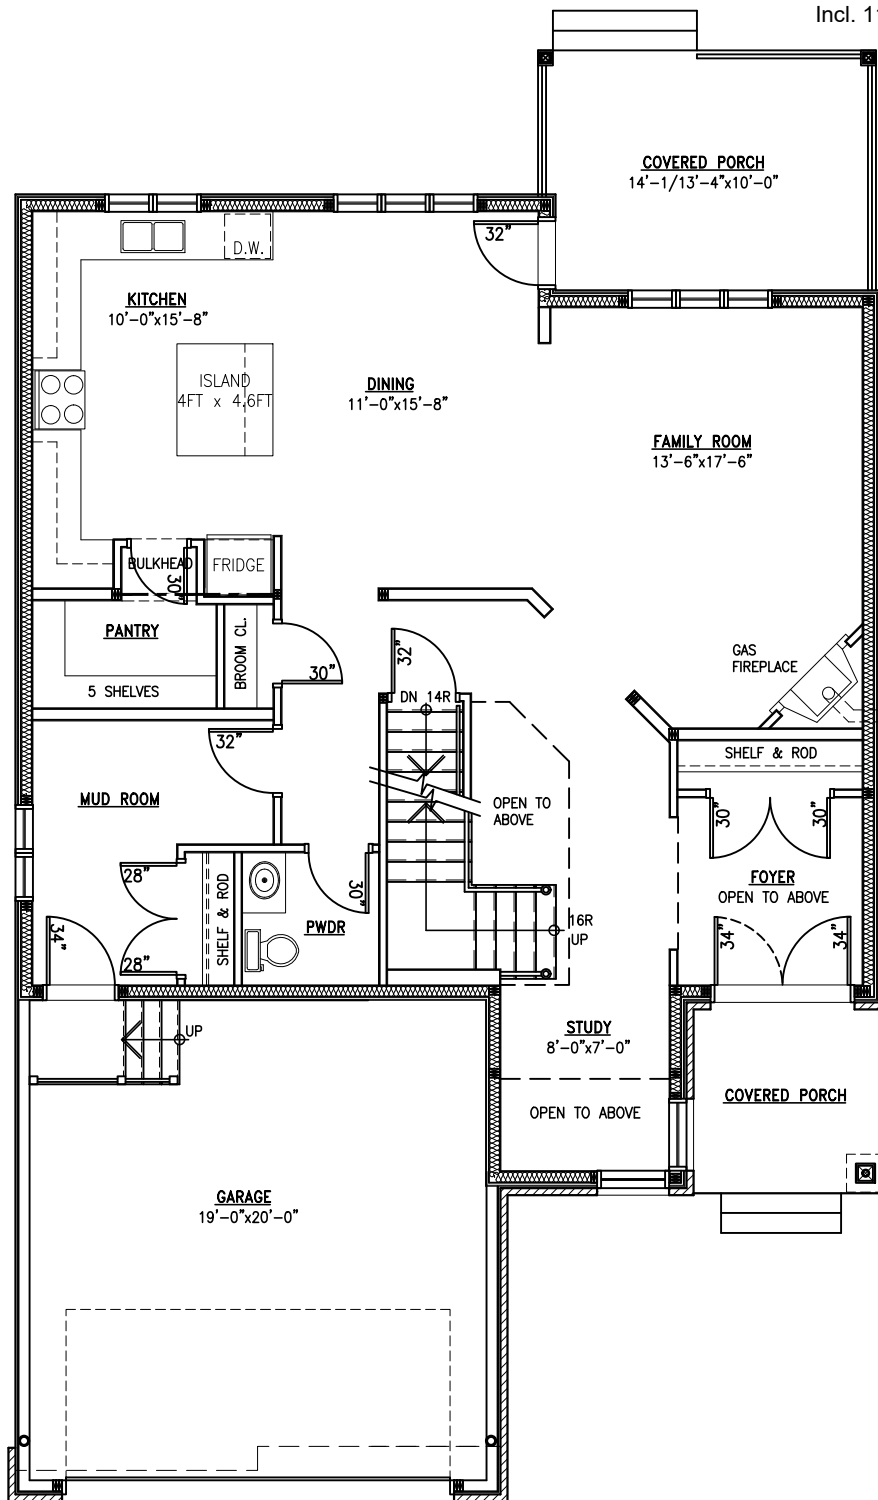 Incl. 1
COVERED PORCH
14'-1/13'-4"x10'-0"
32"
D.W.
KITCHEN
10'-0"x15'-8"
ISLAND
4FT x 4.6FT
DINING
11'-0"x15'-8"
FAMILY ROOM
13'-6"x17'-6"
BULKHEAD
30"
FRIDGE
PANTRY
5 SHELVES
BROOM CL.
30"
32"
GAS
FIREPLACE
DN 14R
32"
SHELF & ROD
MUD ROOM
OPEN TO
ABOVE
30"
30"
28"
FOYER
OPEN TO ABOVE
30"
SHELF & ROD
PWDR
16R
UP
34"
34"
34"
28"
UP
STUDY
8'-0"x7'-0"
COVERED PORCH
OPEN TO ABOVE
GARAGE
19'-0"x20'-0"